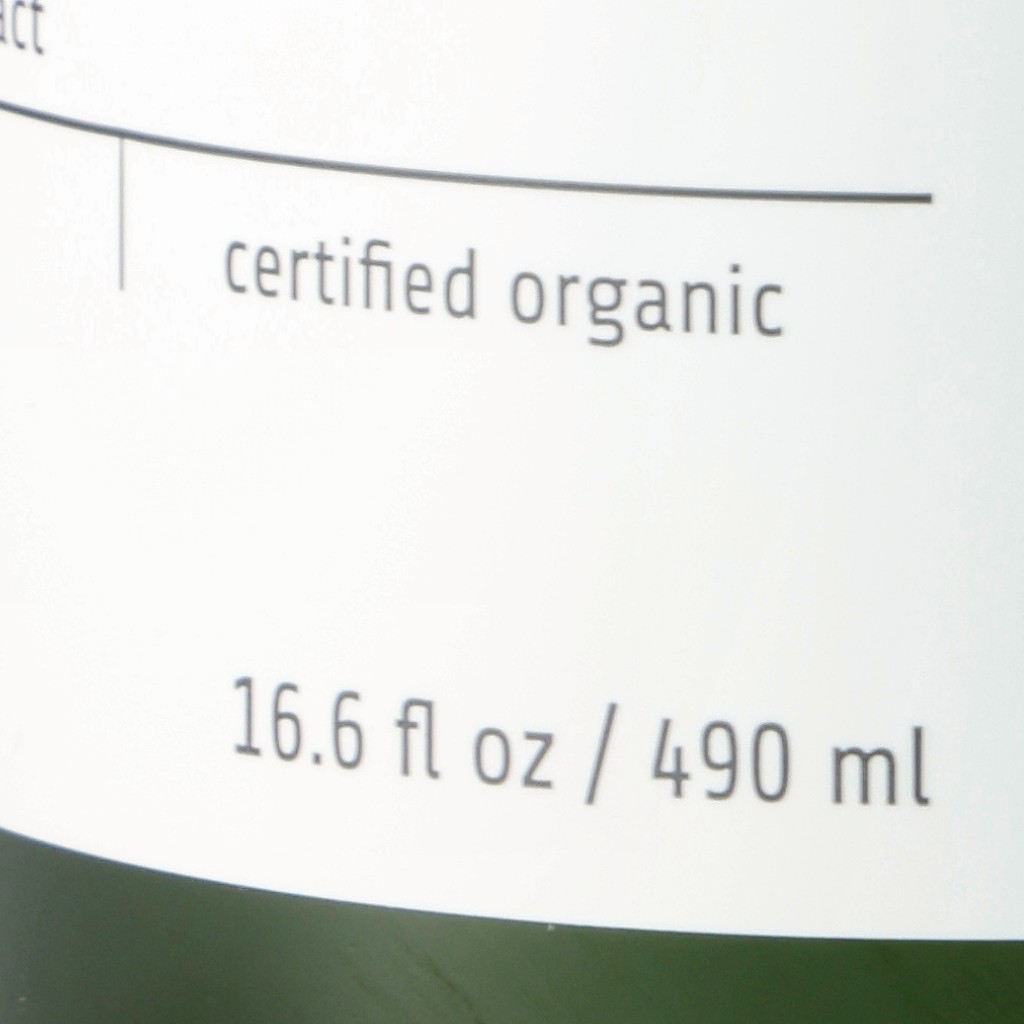 certified organic
16.6 fl oz / 490 ml